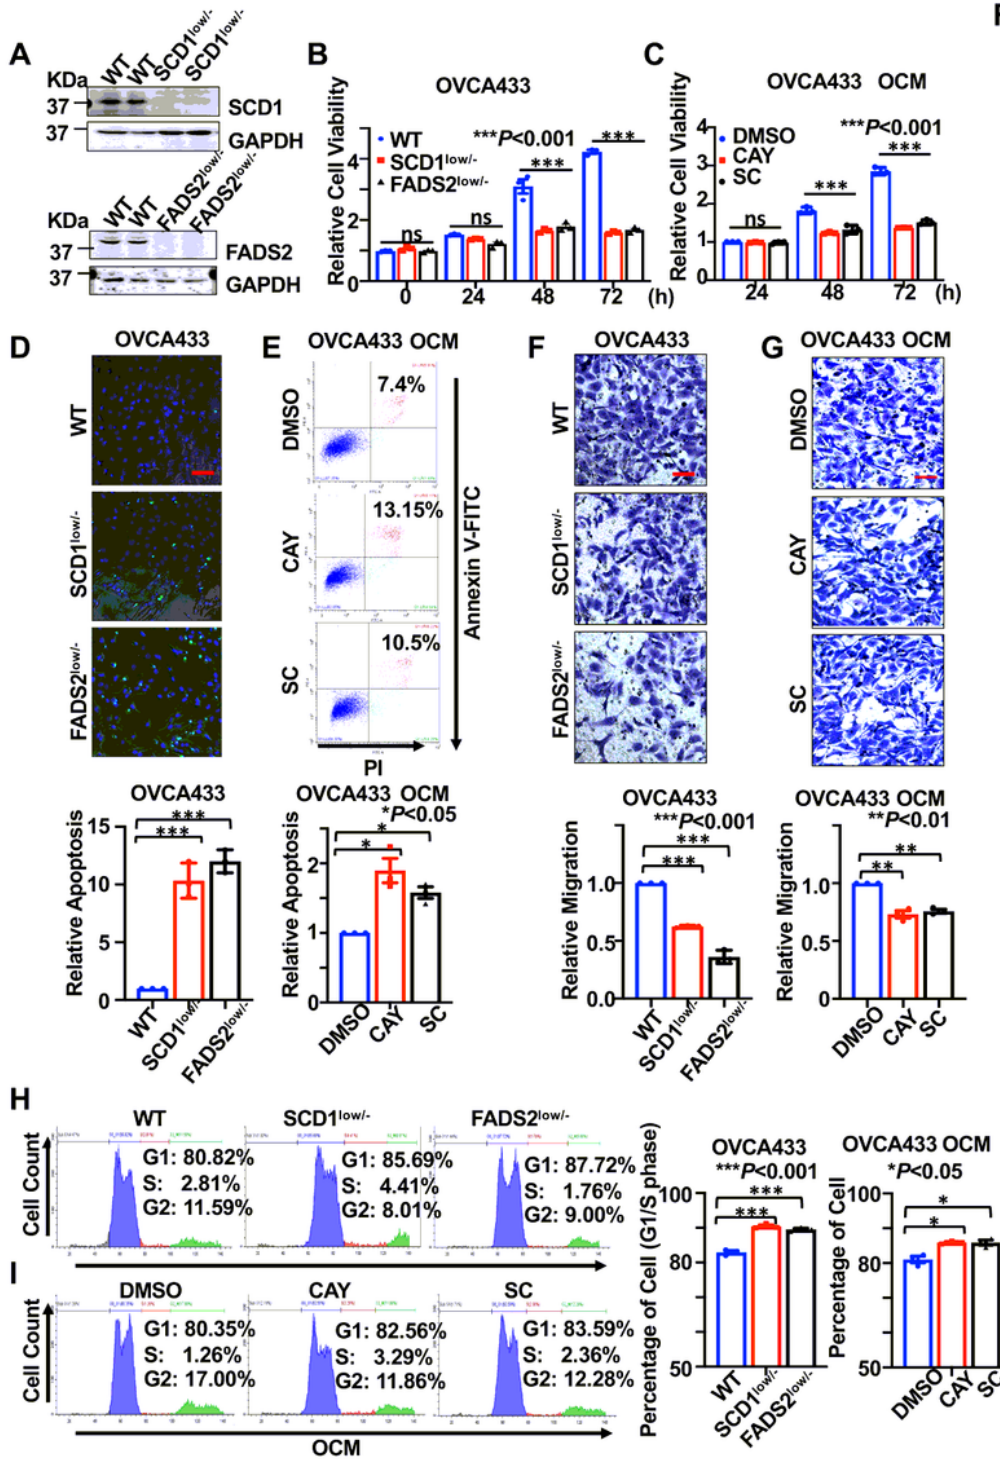 F
A
KDa
WT
WT
SCD1low/-
SCD1low/-
37
SCD1
37
GAPDH
KDa
WT
WT
FADS2low/-
FADS2low/-
37
FADS2
37
GAPDH
B
OVCA433
Relative Cell Viability
WT
SCD1low/-
FADS2low/-
***P<0.001
***
***
ns
ns
4
2
0
0 24 48 72 (h)
C
OVCA433 OCM
Relative Cell Viability
DMSO
CAY
SC
***P<0.001
***
***
ns
4
3
2
1
0
24 48 72 (h)
D
OVCA433
WT
SCD1low/-
FADS2low/-
OVCA433
Relative Apoptosis
***
***
15
10
5
0
WT
SCD1low/-
FADS2low/-
E
OVCA433 OCM
DMSO
7.4%
CAY
13.15%
SC
10.5%
Annexin V-FITC
PI
OVCA433 OCM
*P<0.05
Relative Apoptosis
*
*
2
1
0
DMSO
CAY
SC
F
OVCA433
WT
SCD1low/-
FADS2low/-
OVCA433
***P<0.001
Relative Migration
***
***
1.0
0.5
0.0
WT
SCD1low/-
FADS2low/-
G
OVCA433 OCM
DMSO
CAY
SC
OVCA433 OCM
**P<0.01
Relative Migration
**
**
1.0
0.5
0
DMSO
CAY
SC
H
WT
SCD1low/-
FADS2low/-
Cell Count
G1: 80.82%
S: 2.81%
G2: 11.59%
G1: 85.69%
S: 4.41%
G2: 8.01%
G1: 87.72%
S: 1.76%
G2: 9.00%
I
DMSO
CAY
SC
Cell Count
G1: 80.35%
S: 1.26%
G2: 17.00%
G1: 82.56%
S: 3.29%
G2: 11.86%
G1: 83.59%
S: 2.36%
G2: 12.28%
OCM
OVCA433
***P<0.001
Percentage of Cell (G1/S phase)
***
***
100
80
50
WT
SCD1low/-
FADS2low/-
OVCA433 OCM
*P<0.05
Percentage of Cell
*
*
100
80
50
DMSO
CAY
SC